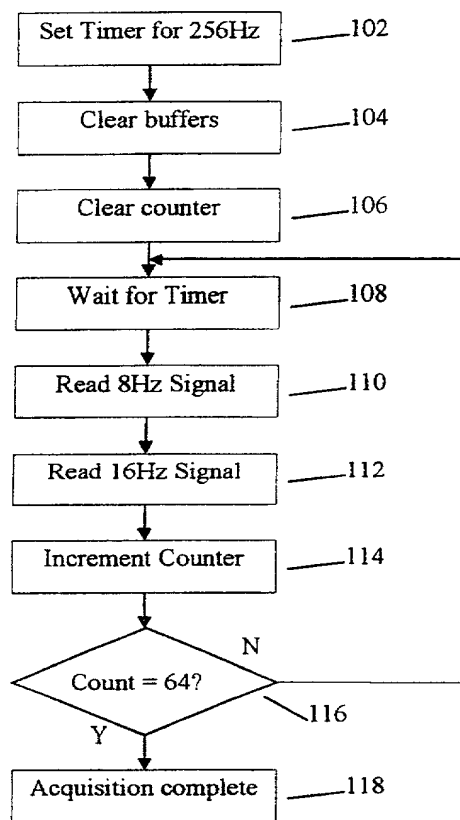 Set Timer for 256Hz
102
Clear buffers
104
Clear counter
106
Wait for Timer
108
Read 8Hz Signal
110
Read 16Hz Signal
112
Increment Counter
114
N
Count = 64?
116
Y
Acquisition complete
118